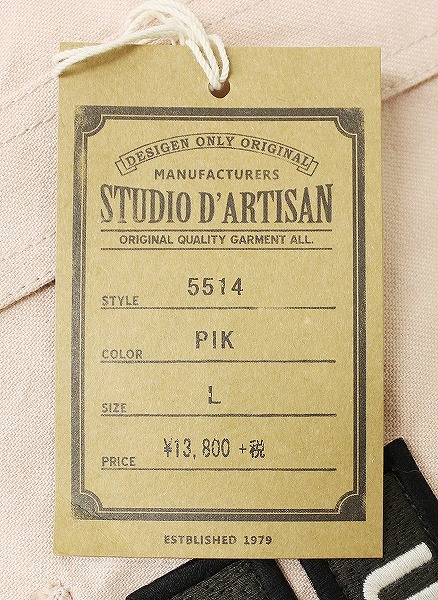 DESIGEN ONLY ORIGINAL
MANUFACTURERS
STUDIO D'ARTISAN
ORIGINAL QUALITY GARMENT ALL.
STYLE 5514
COLOR PIK
SIZE L
PRICE ¥13,800 +税
ESTBLISHED 1979